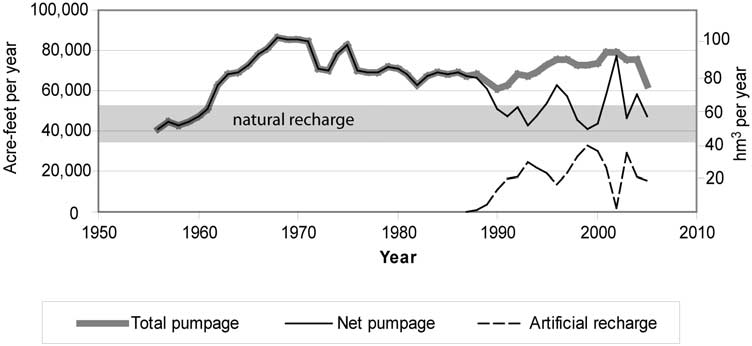 Acre-feet per year
100,000
80,000
60,000
40,000
20,000
0
natural recharge
100
80
60
40
20
hm³ per year
1950
1960
1970
1980
1990
2000
2010
Year
Total pumpage
Net pumpage
Artificial recharge